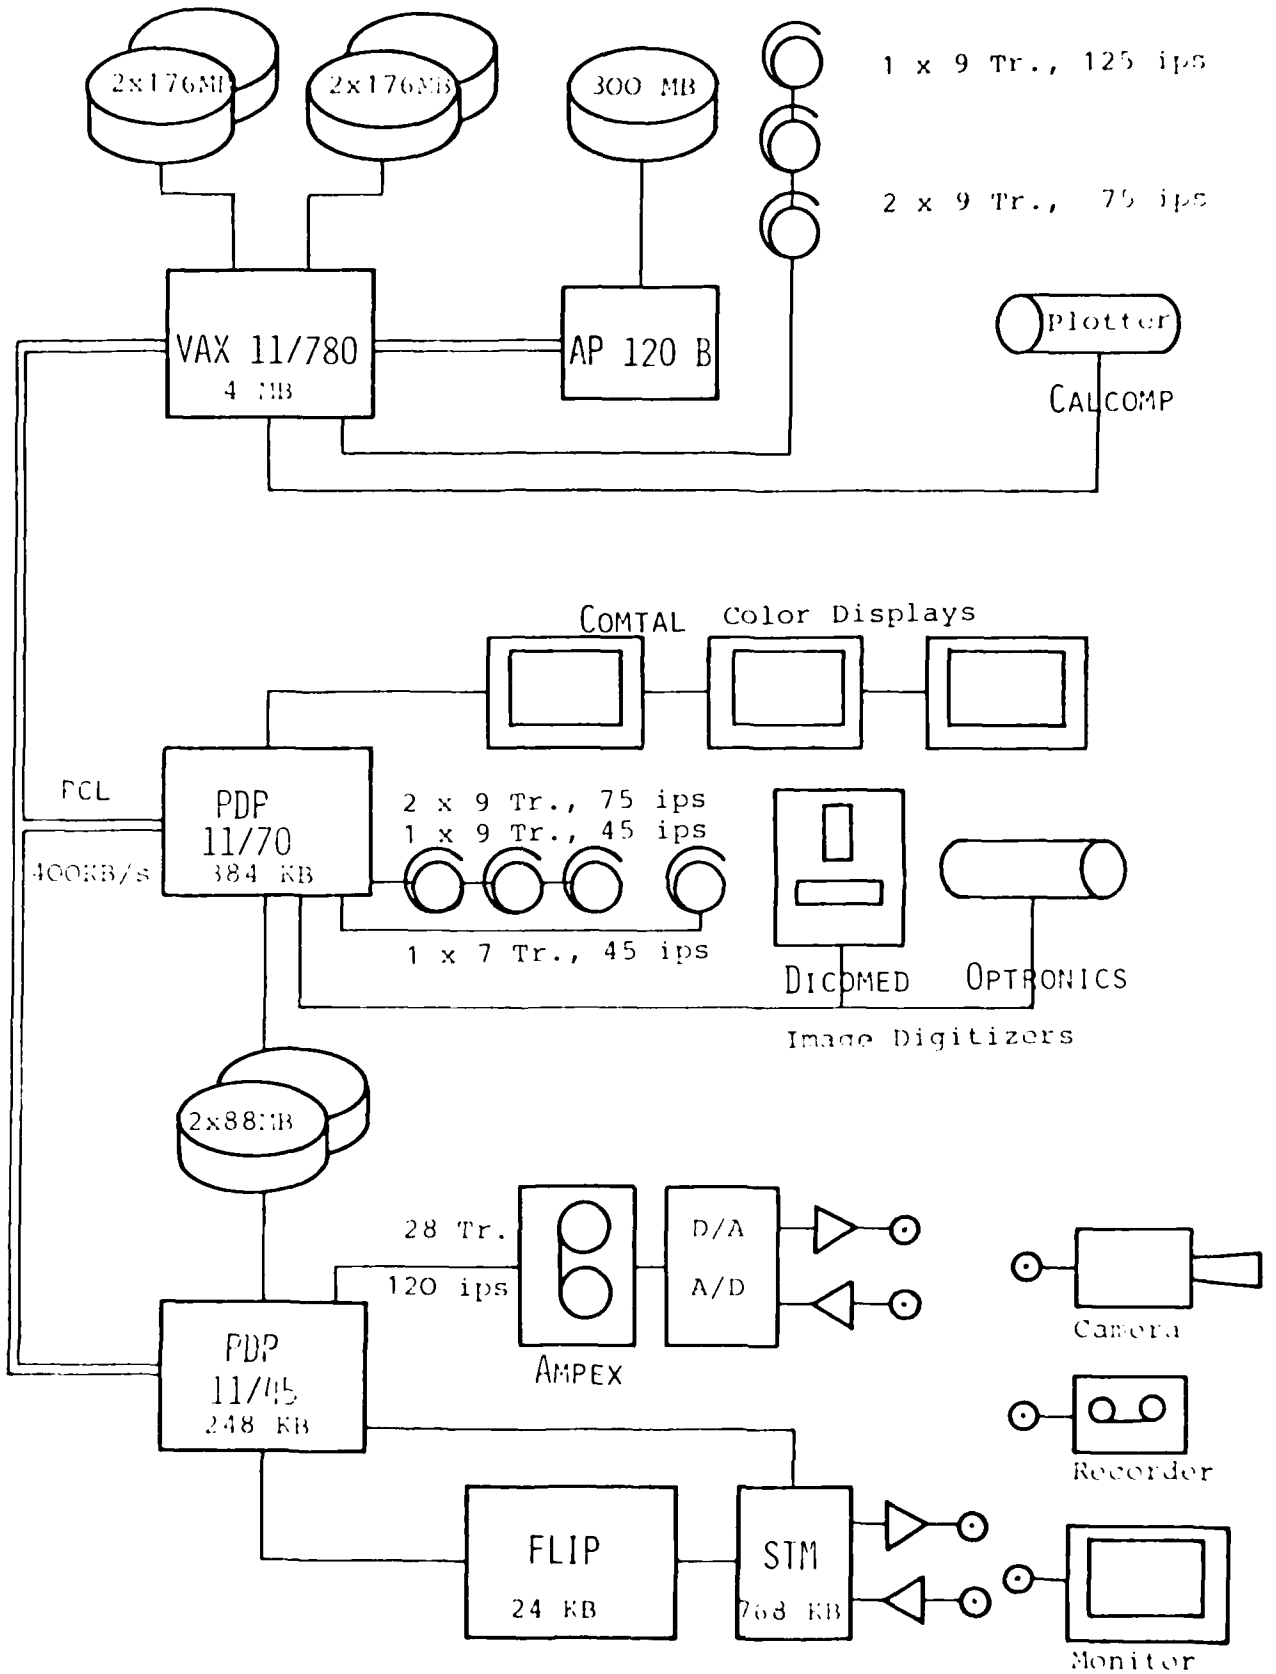 2x176MB
2x176MB
300 MB
1 x 9 Tr., 125 ips
2 x 9 Tr., 75 ips
VAX 11/780
4 MB
AP 120 B
Plotter
CALCOMP
COMTAL Color Displays
PCL
400KB/s
PDP
11/70
384 KB
2 x 9 Tr., 75 ips
1 x 9 Tr., 45 ips
1 x 7 Tr., 45 ips
DICOMED
OPTRONICS
Image Digitizers
2x88MB
28 Tr.
120 ips
AMPEX
D/A
A/D
Camera
PDP
11/45
248 KB
Recorder
FLIP
24 KB
STM
768 KB
Monitor